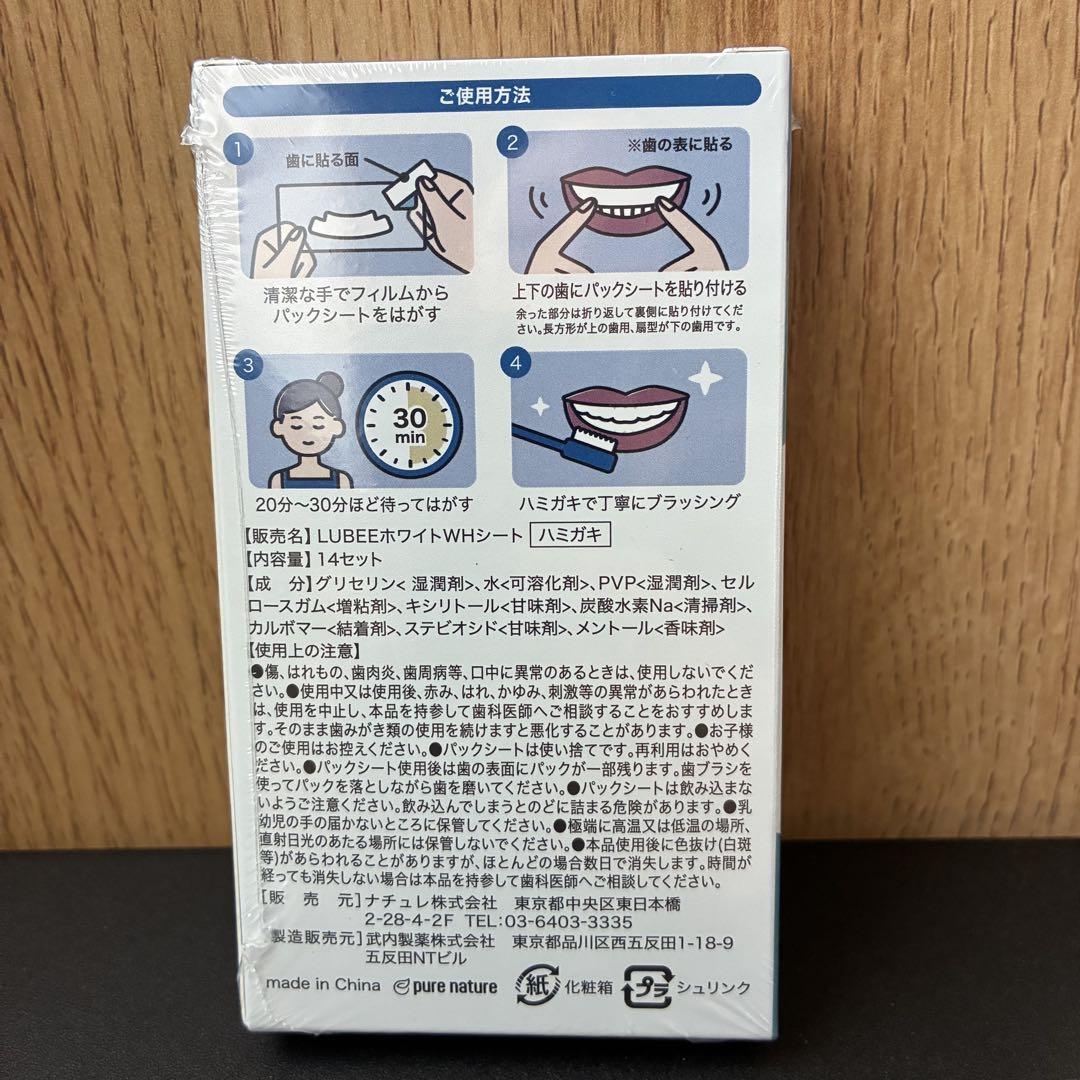 ご使用方法
1
歯に貼る面
清潔な手でフィルムから
パックシートをはがす
2
※歯の表に貼る
上下の歯にパックシートを貼り付ける
余った部分は折り返して裏側に貼り付けてくだ
さい。長方形が上の歯用、扇型が下の歯用です。
3
30
min
20分〜30分ほど待ってはがす
4
ハミガキで丁寧にブラッシング
【販売名】LUBEEホワイトWHシート ハミガキ
【内容量】14セット
【成　分】グリセリン<湿潤剤>、水<可溶化剤>、PVP<湿潤剤>、セル
ロースガム<増粘剤>、キシリトール<甘味剤>、炭酸水素Na<清掃剤>、
カルボマー<結着剤>、ステビオシド<甘味剤>、メントール<香味剤>
【使用上の注意】
●傷、はれもの、歯肉炎、歯周病等、口中に異常のあるときは、使用しないでくだ
さい。●使用中又は使用後、赤み、はれ、かゆみ、刺激等の異常があらわれたとき
は、使用を中止し、本品を持参して歯科医師へご相談することをおすすめしま
す。そのまま歯みがき類の使用を続けますと悪化することがあります。●お子様
のご使用はお控えください。●パックシートは使い捨てです。再利用はおやめく
ださい。●パックシート使用後は歯の表面にパックが一部残ります。歯ブラシを
使ってパックを落としながら歯を磨いてください。●パックシートは飲み込まな
いようご注意ください。飲み込んでしまうとのどに詰まる危険があります。●乳
幼児の手の届かないところに保管してください。●極端に高温又は低温の場所、
直射日光のあたる場所には保管しないでください。●本品使用後に色抜け(白斑
等)があらわれることがありますが、ほとんどの場合数日で消失します。時間が
経っても消失しない場合は本品を持参して歯科医師へご相談してください。
【販　売　元】ナチュレ株式会社　東京都中央区東日本橋
2-28-4-2F TEL:03-6403-3335
【製造販売元】武内製薬株式会社　東京都品川区西五反田1-18-9
五反田NTビル
made in China pure nature 紙 化粧箱 プラ シュリンク